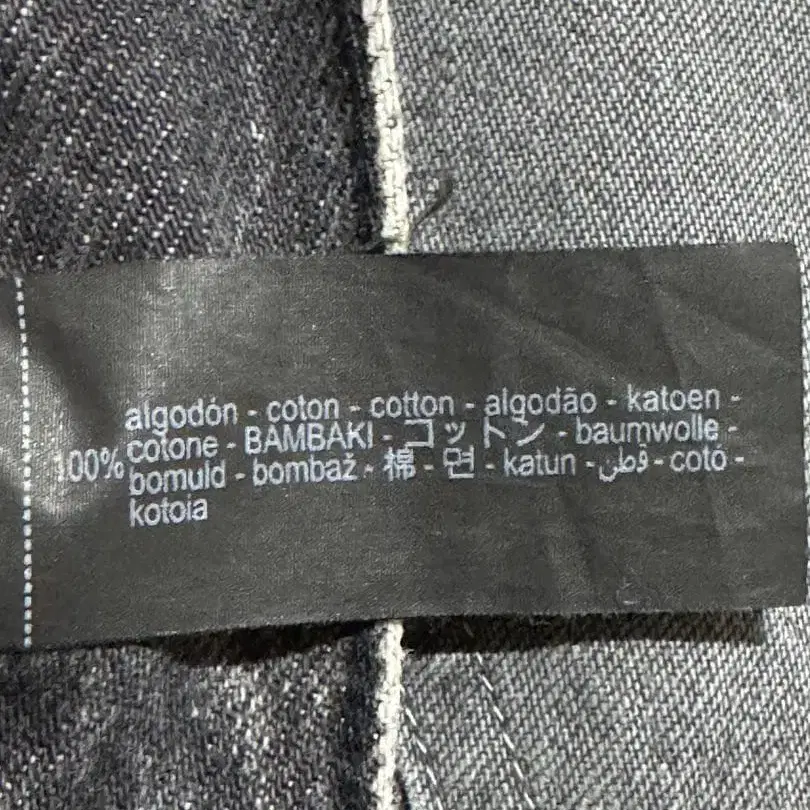 100% algodón - coton - cotton - algodão - katoen -
cotone - BAMBAKI - コットン - baumwolle -
bomuld - bombaž - 棉 - 면 - katun - قطن - cotó -
kotoia